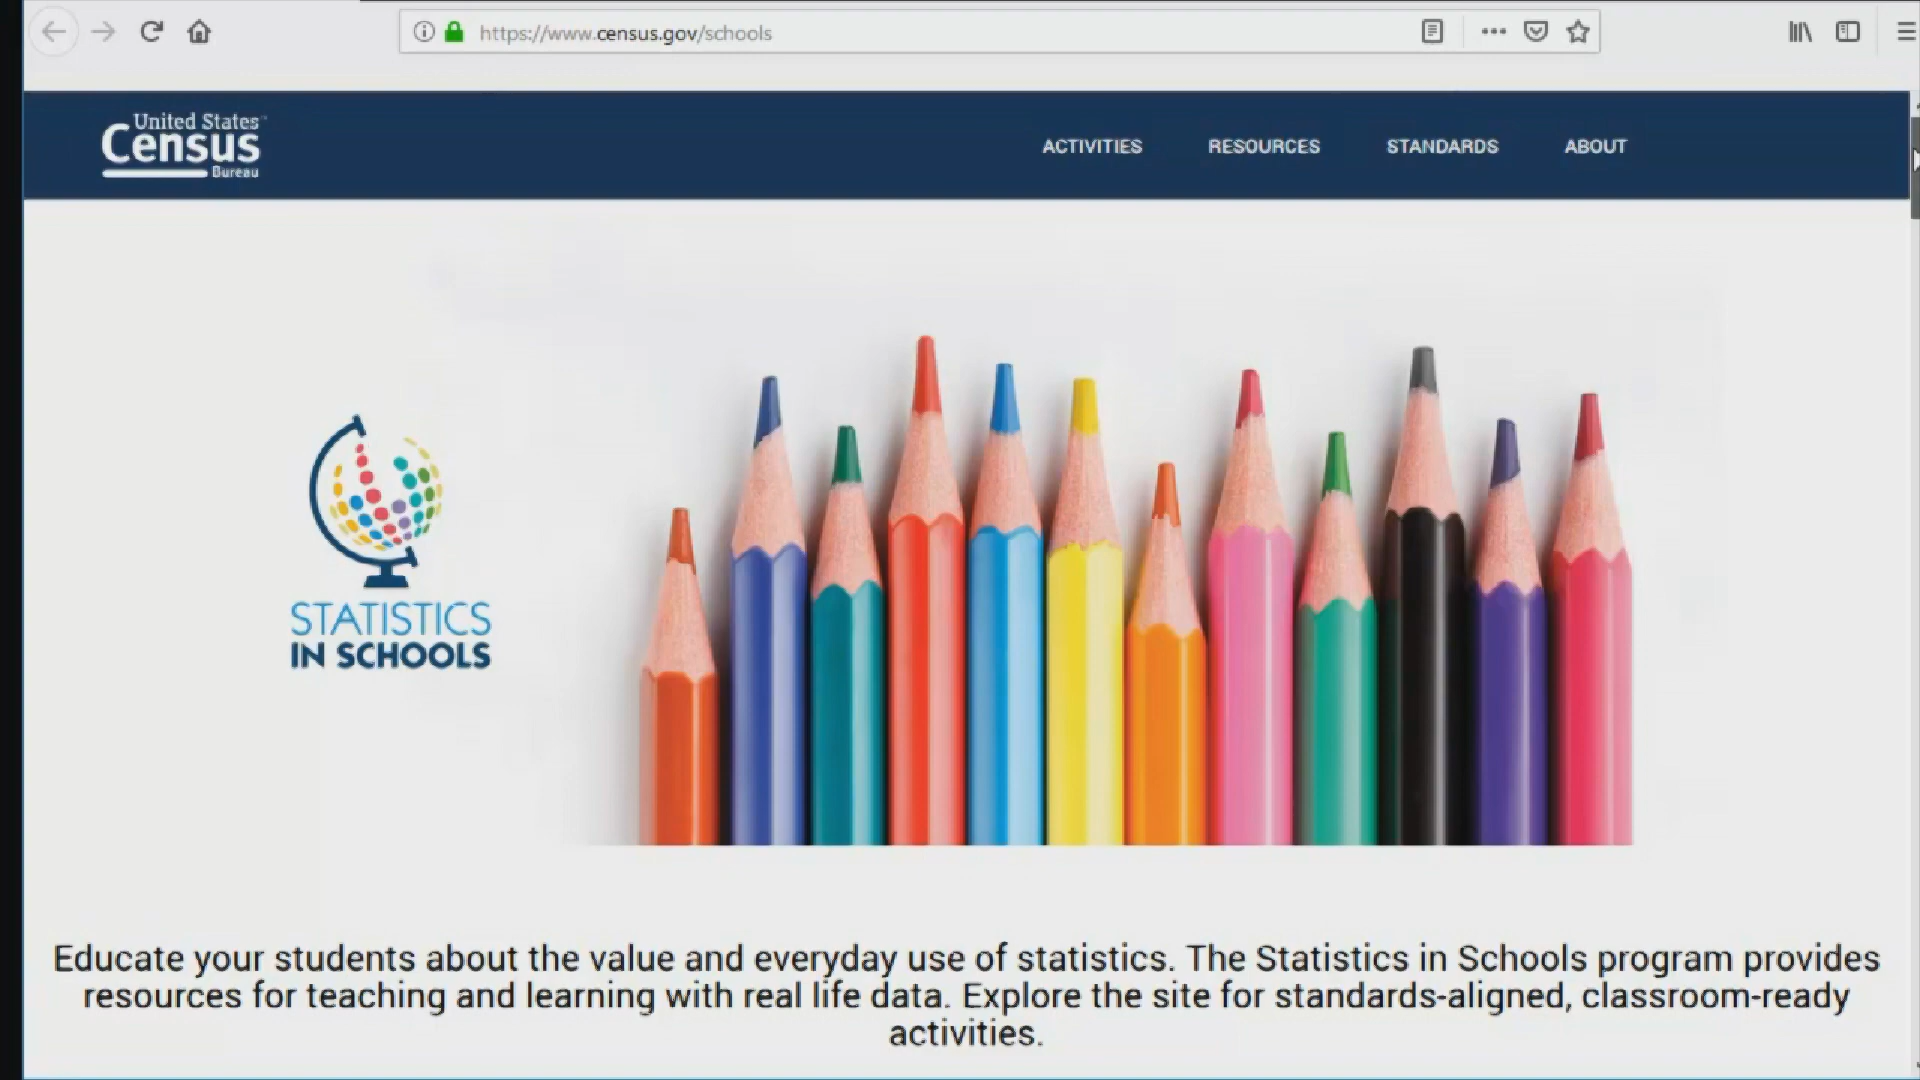 https://www.census.gov/schools
United States
Census
Bureau
ACTIVITIES RESOURCES STANDARDS ABOUT
STATISTICS
IN SCHOOLS
Educate your students about the value and everyday use of statistics. The Statistics in Schools program provides
resources for teaching and learning with real life data. Explore the site for standards-aligned, classroom-ready
activities.